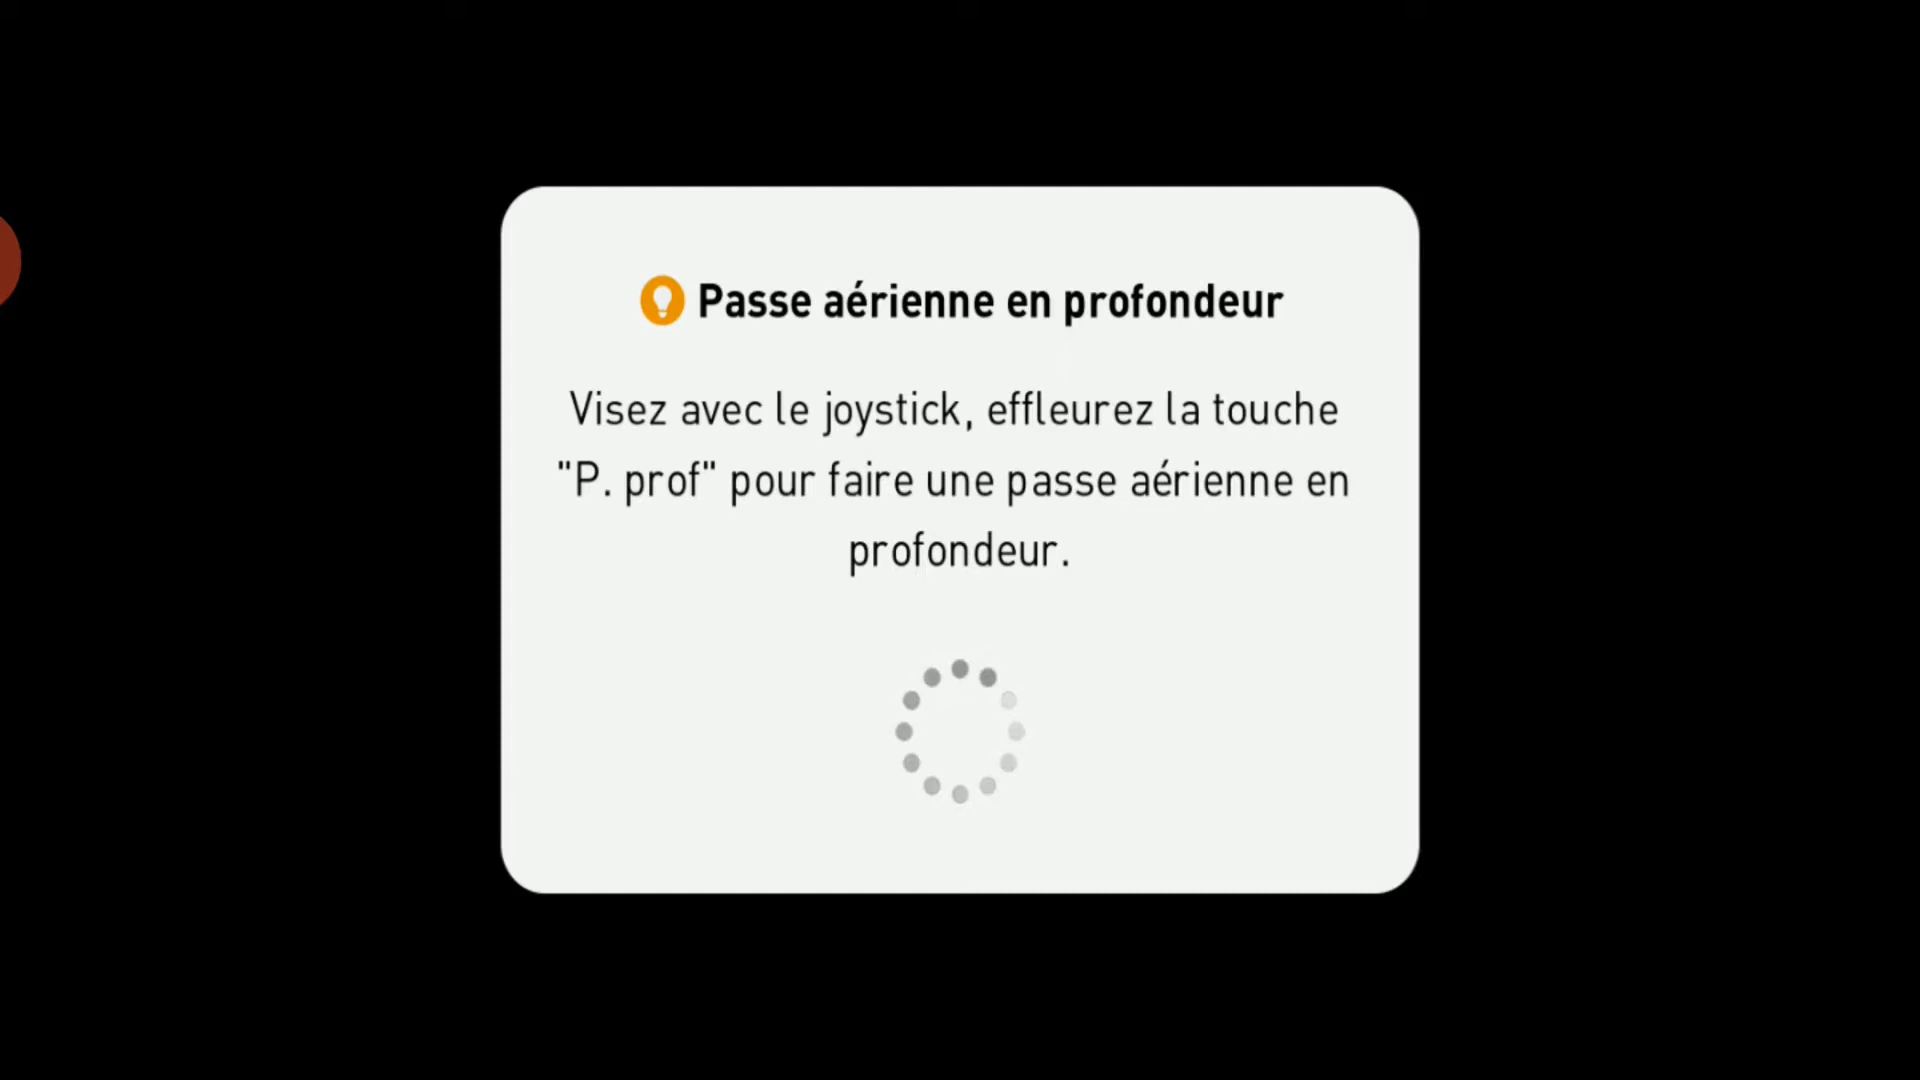 Passe aérienne en profondeur
Visez avec le joystick, effleurez la touche
"P. prof" pour faire une passe aérienne en
profondeur.